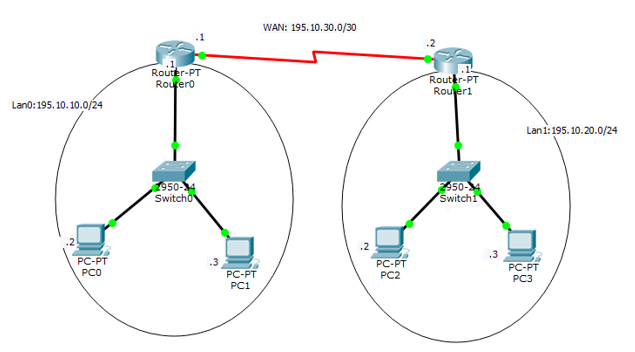 WAN: 195.10.30.0/30
.1
.2
.1
Router-PT
Router0
.1
Router-PT
Router1
Lan0:195.10.10.0/24
Lan1:195.10.20.0/24
2950-24
Switch0
2950-24
Switch1
.2
PC-PT
PC0
.3
PC-PT
PC1
.2
PC-PT
PC2
.3
PC-PT
PC3